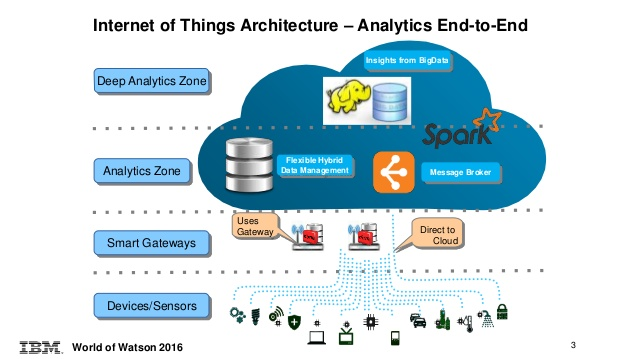 Internet of Things Architecture – Analytics End-to-End
Insights from BigData
Deep Analytics Zone
Spark
Flexible Hybrid
Data Management
Message Broker
Analytics Zone
Uses
Gateway
Direct to
Cloud
Smart Gateways
Devices/Sensors
IBM
World of Watson 2016
3